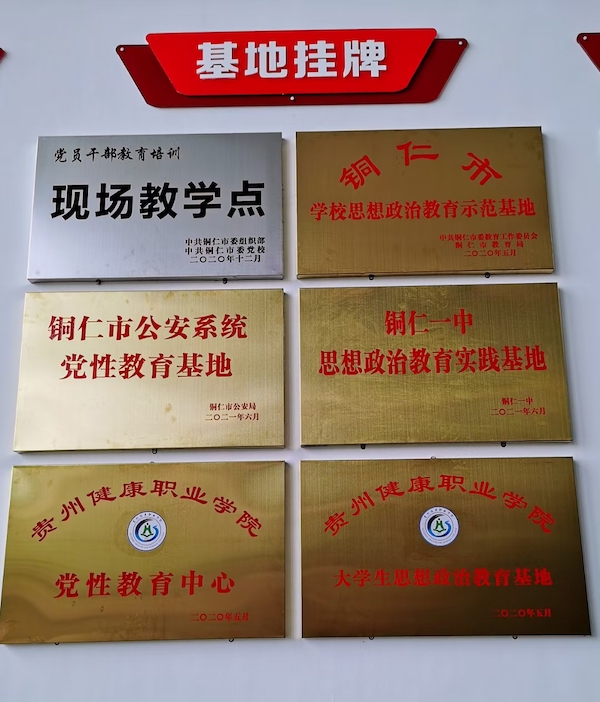 基地挂牌
党员干部教育培训
现场教学点
中共铜仁市委组织部
中共铜仁市委党校
二〇二〇年十二月
铜仁市
学校思想政治教育示范基地
中共铜仁市委教育工作委员会
铜仁市教育局
二〇二〇年五月
铜仁市公安系统
党性教育基地
铜仁市公安局
二〇二一年六月
铜仁一中
思想政治教育实践基地
铜仁一中
二〇二一年六月
贵州健康职业学院
党性教育中心
二〇二〇年五月
贵州健康职业学院
大学生思想政治教育基地
二〇二〇年五月